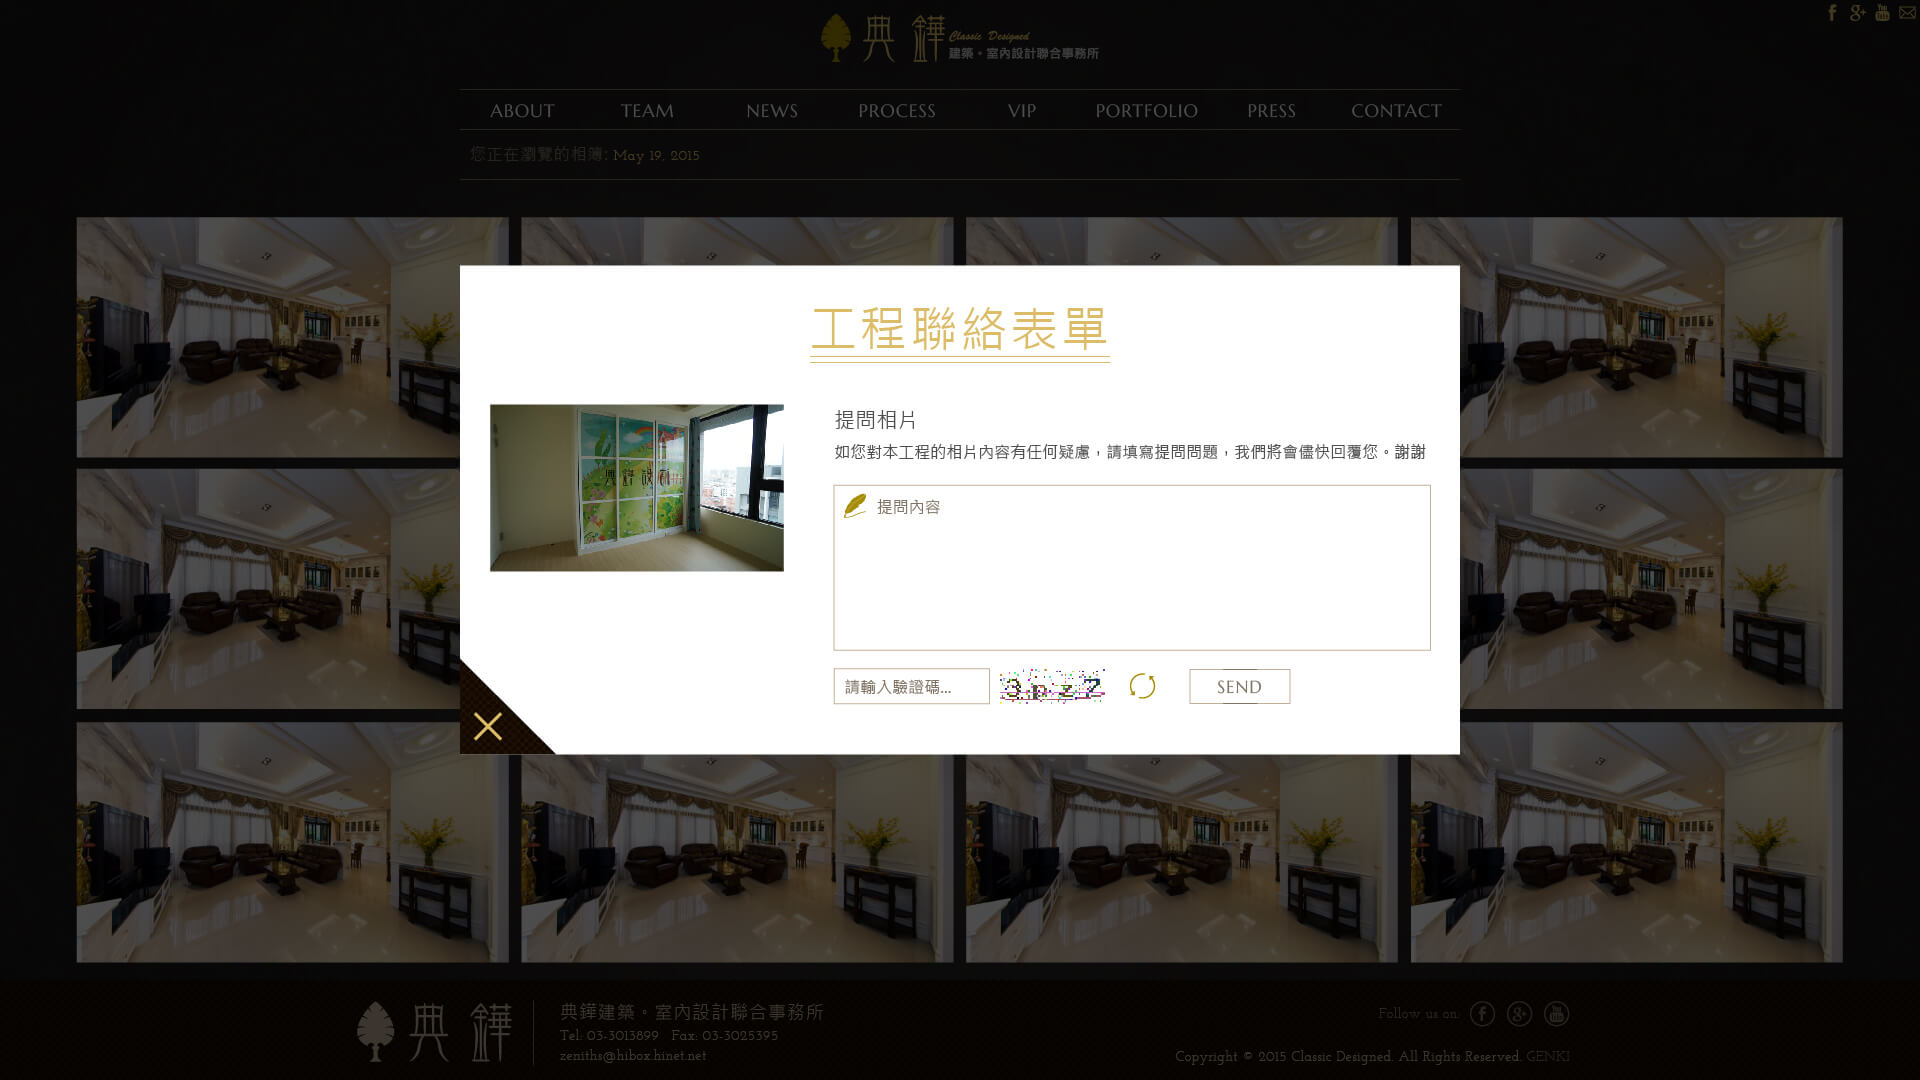 典 鏵 Classic Designed
建築。室內設計聯合事務所
ABOUT TEAM NEWS PROCESS VIP PORTFOLIO PRESS CONTACT
您正在瀏覽的相簿: May 19, 2015
工程聯絡表單
提問相片
如您對本工程的相片內容有任何疑慮，請填寫提問問題，我們將會儘快回覆您。謝謝
提問內容
請輸入驗證碼...
SEND
典 鏵
典鏵建築。室內設計聯合事務所
Tel: 03-3013899 Fax: 03-3025395
zeniths@hibox.hinet.net
Follow us on:
Copyright © 2015 Classic Designed. All Rights Reserved. GENKI